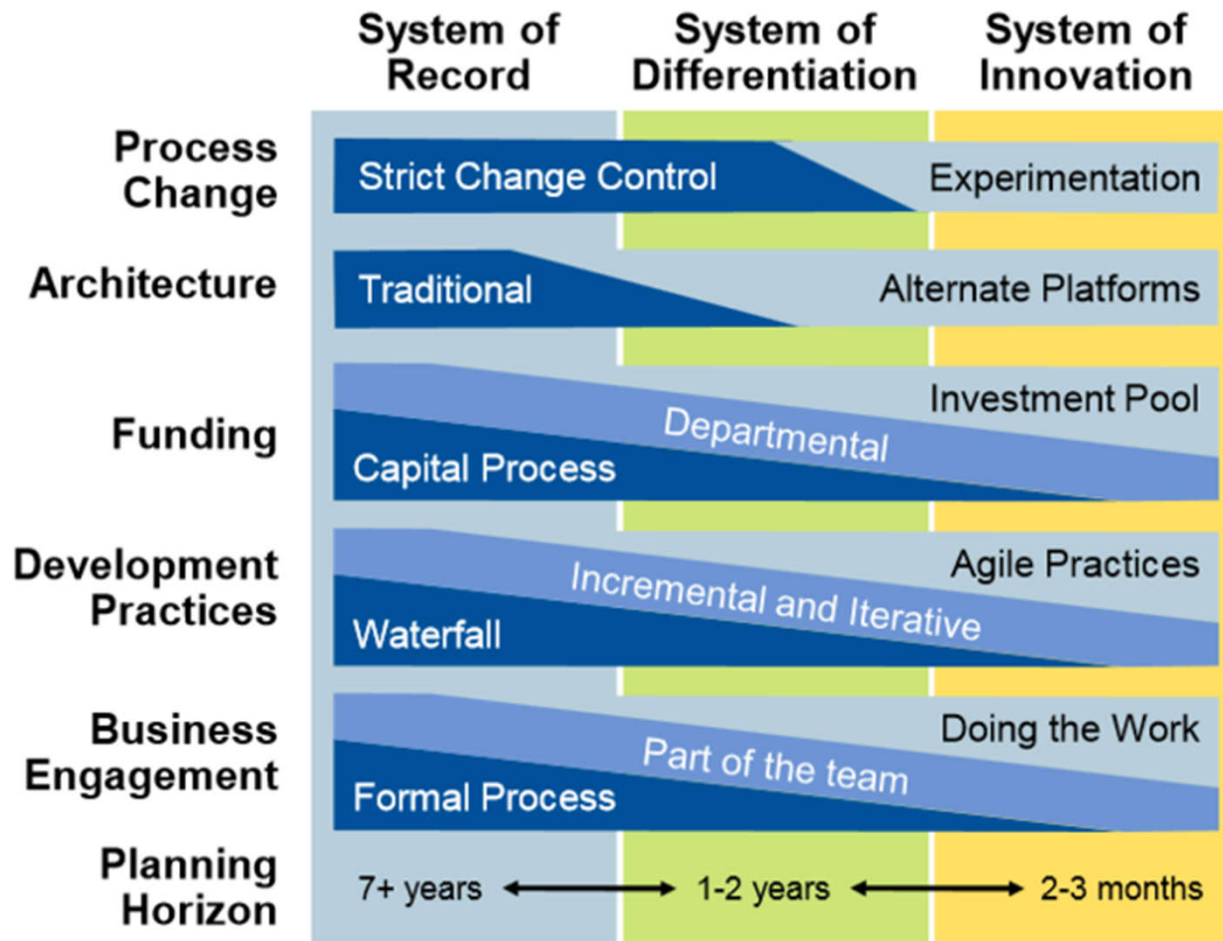 System of
Record
System of
Differentiation
System of
Innovation
Process
Change
Strict Change Control
Experimentation
Architecture
Traditional
Alternate Platforms
Funding
Investment Pool
Departmental
Capital Process
Development
Practices
Agile Practices
Incremental and Iterative
Waterfall
Business
Engagement
Doing the Work
Part of the team
Formal Process
Planning
Horizon
7+ years
1-2 years
2-3 months